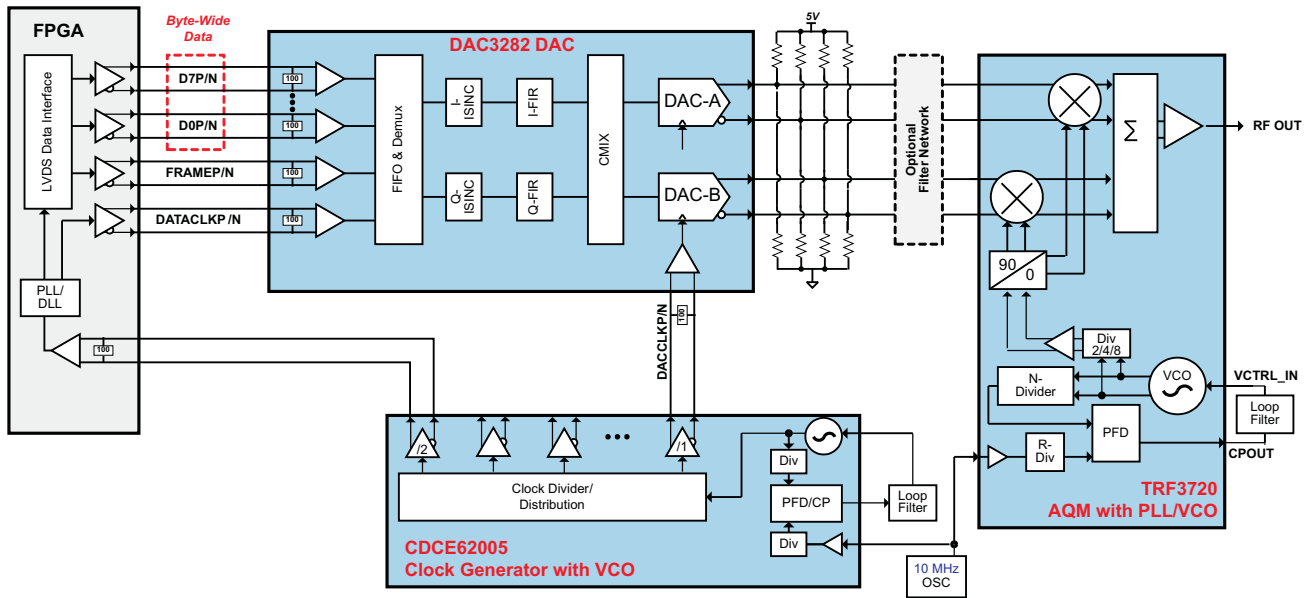 FPGA
LVDS Data Interface
PLL/
DLL
100
Byte-Wide
Data
D7P/N
D0P/N
FRAMEP/N
DATACLKP/N
DAC3282 DAC
100
100
100
100
FIFO & Demux
I-
ISINC
I-FIR
Q-
ISINC
Q-FIR
CMIX
DAC-A
DAC-B
DACCLKP/N
100
5V
Optional
Filter Network
Σ
RF OUT
90
0
Div
2/4/8
N-
Divider
VCO
VCTRL_IN
Loop
Filter
PFD
CPOUT
R-
Div
TRF3720
AQM with PLL/VCO
/2
/1
Clock Divider/
Distribution
Div
PFD/CP
Loop
Filter
Div
CDCE62005
Clock Generator with VCO
10 MHz
OSC